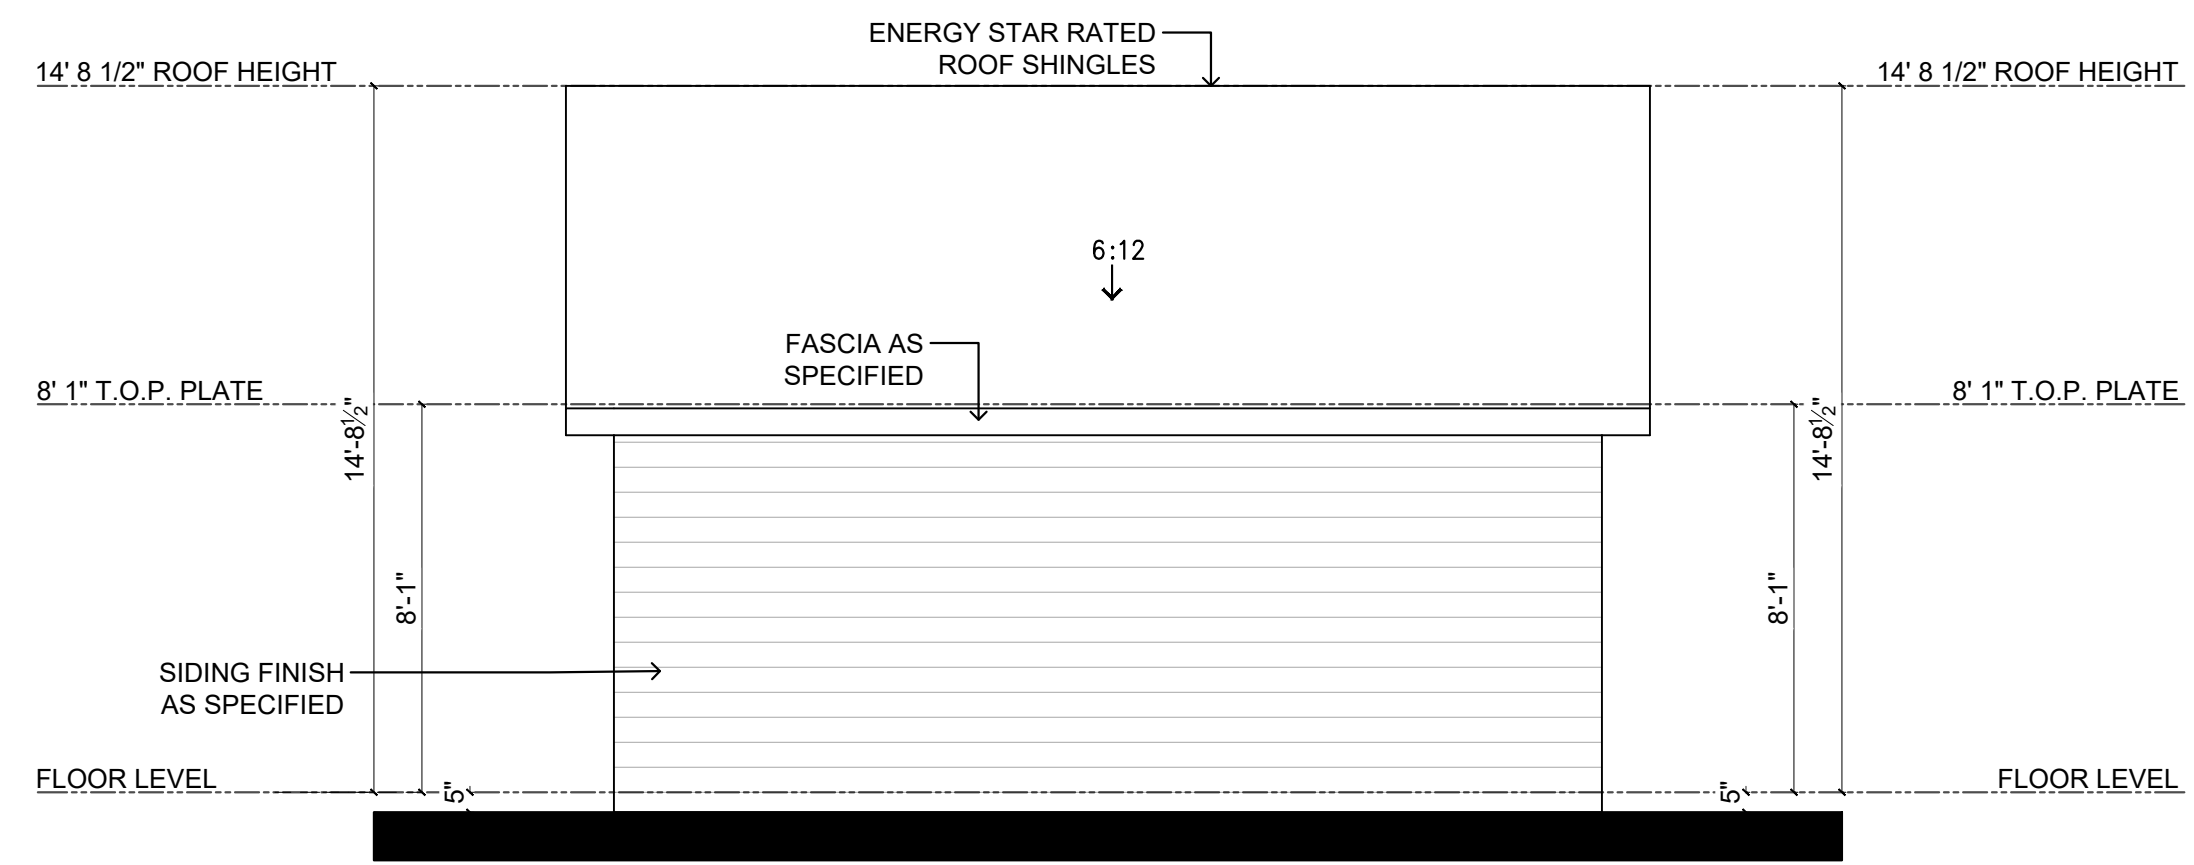 ENERGY STAR RATED
ROOF SHINGLES
14' 8 1/2" ROOF HEIGHT
14' 8 1/2" ROOF HEIGHT
6:12
FASCIA AS
SPECIFIED
8' 1" T.O.P. PLATE
8' 1" T.O.P. PLATE
14'-8½"
14'-8½"
8'-1"
8'-1"
SIDING FINISH
AS SPECIFIED
FLOOR LEVEL
FLOOR LEVEL
5"
5"